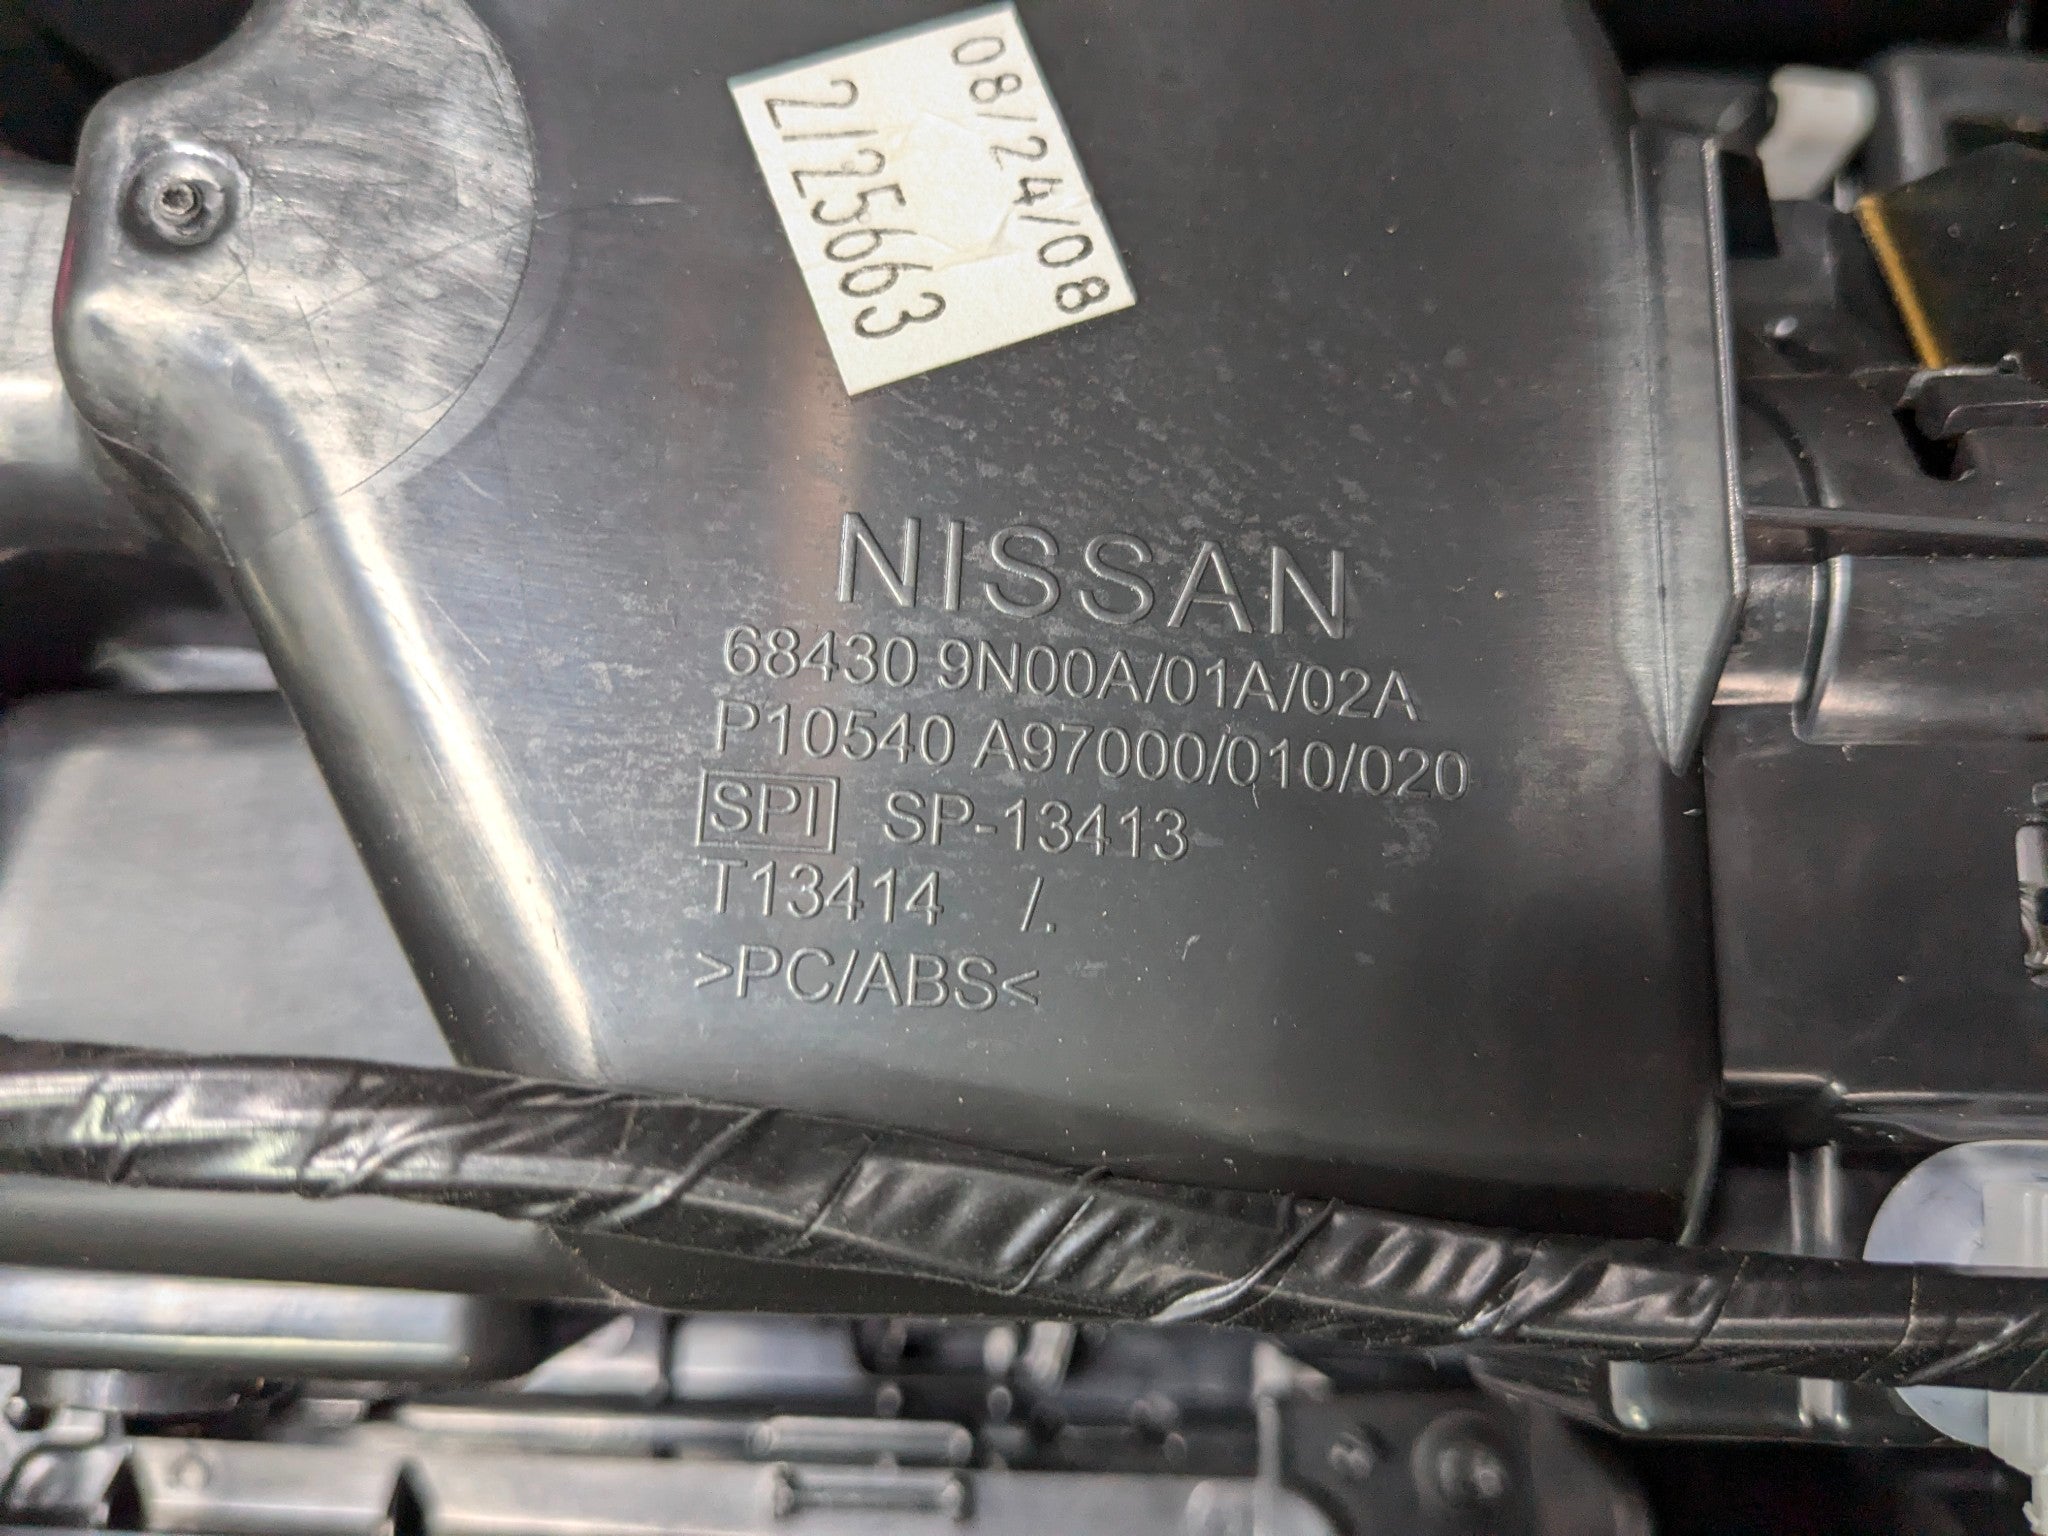 08/24/08
2125663
NISSAN
68430 9N00A/01A/02A
P10540 A97000/010/020
SPI SP-13413
T13414 /.
>PC/ABS<